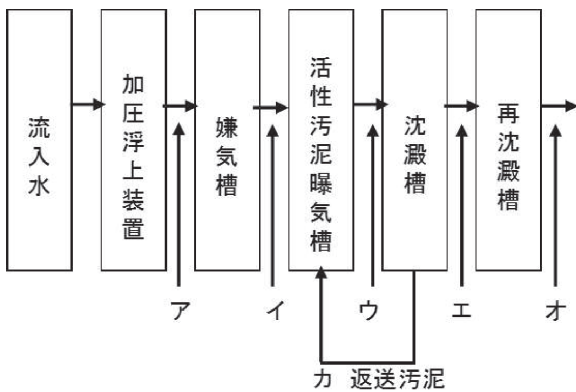 流入水
加圧浮上装置
嫌気槽
活性汚泥曝気槽
沈澱槽
再沈澱槽
ア
イ
ウ
エ
オ
カ 返送汚泥